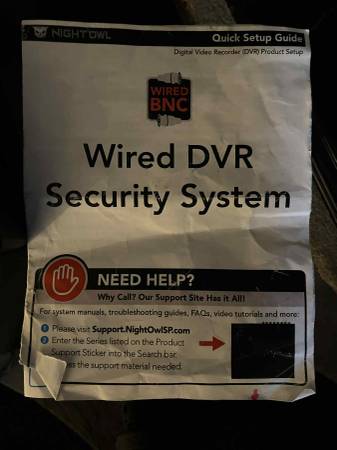 NIGHT OWL
Quick Setup Guide
Digital Video Recorder (DVR) Product Setup
WIRED
BNC
Wired DVR
Security System
NEED HELP?
Why Call? Our Support Site Has it All!
For system manuals, troubleshooting guides, FAQs, video tutorials and more:
1 Please visit Support.NightOwlSP.com
2 Enter the Series listed on the Product
Support Sticker into the Search bar.
the support material needed.